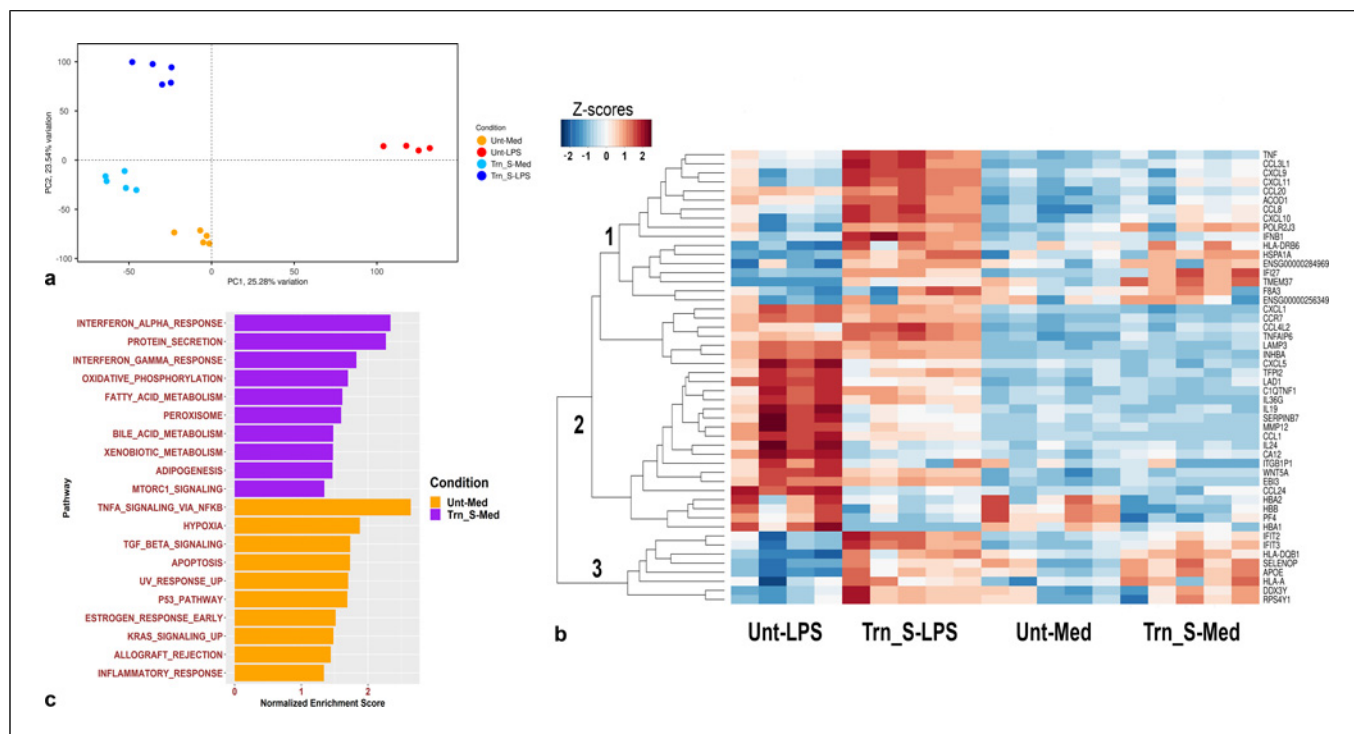 100
50
0
-50
-100
PC2, 23.54% variation
-50
0
50
100
PC1, 25.28% variation
Condition
Unt-Med
Unt-LPS
Trn_S-Med
Trn_S-LPS
a
Z-scores
-2 -1 0 1 2
1
2
3
TNF
CCL3L1
CXCL9
CXCL11
CCL20
ACOD1
CCL8
CXCL10
POLR2J3
IFNB1
HLA-DRB6
HSPA1A
ENSG00000284969
IFI27
TMEM37
F8A3
ENSG00000256349
CXCL1
CCR7
CCL4L2
TNFAIP6
LAMP3
INHBA
CXCL5
TFPI2
LAD1
C1QTNF1
IL36G
IL19
SERPINB7
MMP12
CCL1
IL24
CA12
ITGB1P1
WNT5A
EBI3
CCL24
HBA2
HBB
PF4
HBA1
IFIT2
IFIT3
HLA-DQB1
SELENOP
APOE
HLA-A
DDX3Y
RPS4Y1
Unt-LPS Trn_S-LPS Unt-Med Trn_S-Med
b
Pathway
INTERFERON_ALPHA_RESPONSE
PROTEIN_SECRETION
INTERFERON_GAMMA_RESPONSE
OXIDATIVE_PHOSPHORYLATION
FATTY_ACID_METABOLISM
PEROXISOME
BILE_ACID_METABOLISM
XENOBIOTIC_METABOLISM
ADIPOGENESIS
MTORC1_SIGNALING
TNFA_SIGNALING_VIA_NFKB
HYPOXIA
TGF_BETA_SIGNALING
APOPTOSIS
UV_RESPONSE_UP
P53_PATHWAY
ESTROGEN_RESPONSE_EARLY
KRAS_SIGNALING_UP
ALLOGRAFT_REJECTION
INFLAMMATORY_RESPONSE
0 1 2
Normalized Enrichment Score
Condition
Unt-Med
Trn_S-Med
c